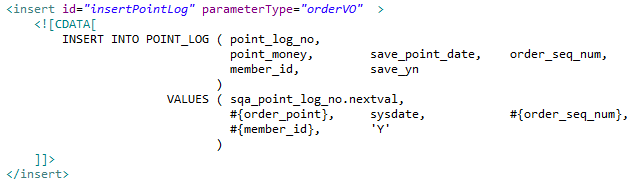 <insert id="insertPointLog" parameterType="orderVO"  >
    <![CDATA[
        INSERT INTO POINT_LOG ( point_log_no,
                                point_money,        save_point_date,    order_seq_num,
                                member_id,          save_yn
                              )
                       VALUES ( sqa_point_log_no.nextval,
                                #{order_point},     sysdate,            #{order_seq_num},
                                #{member_id},       'Y'
                              )
    ]]>
</insert>